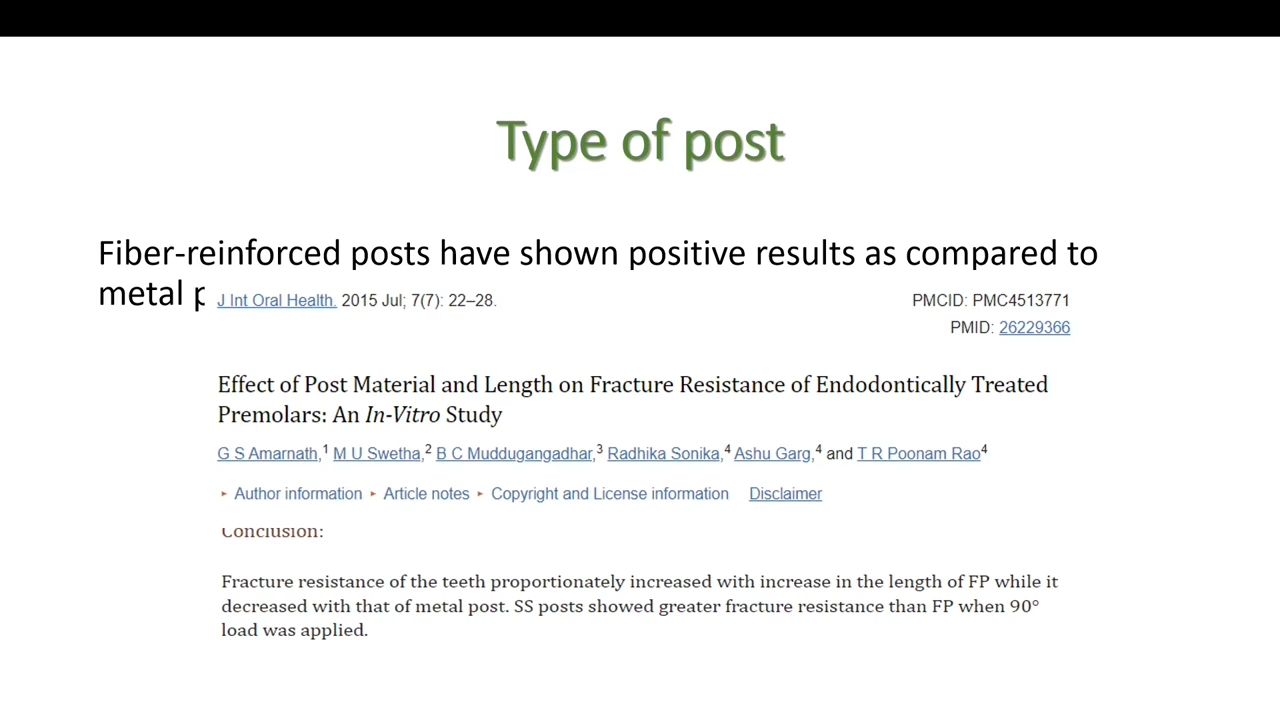 Type of post
Fiber-reinforced posts have shown positive results as compared to
metal
J Int Oral Health. 2015 Jul; 7(7): 22–28.
PMCID: PMC4513771
PMID: 26229366
Effect of Post Material and Length on Fracture Resistance of Endodontically Treated
Premolars: An In-Vitro Study
G S Amarnath,1 M U Swetha,2 B C Muddugangadhar,3 Radhika Sonika,4 Ashu Garg,4 and T R Poonam Rao4
▸ Author information ▸ Article notes ▸ Copyright and License information Disclaimer
Conclusion:
Fracture resistance of the teeth proportionately increased with increase in the length of FP while it
decreased with that of metal post. SS posts showed greater fracture resistance than FP when 90°
load was applied.